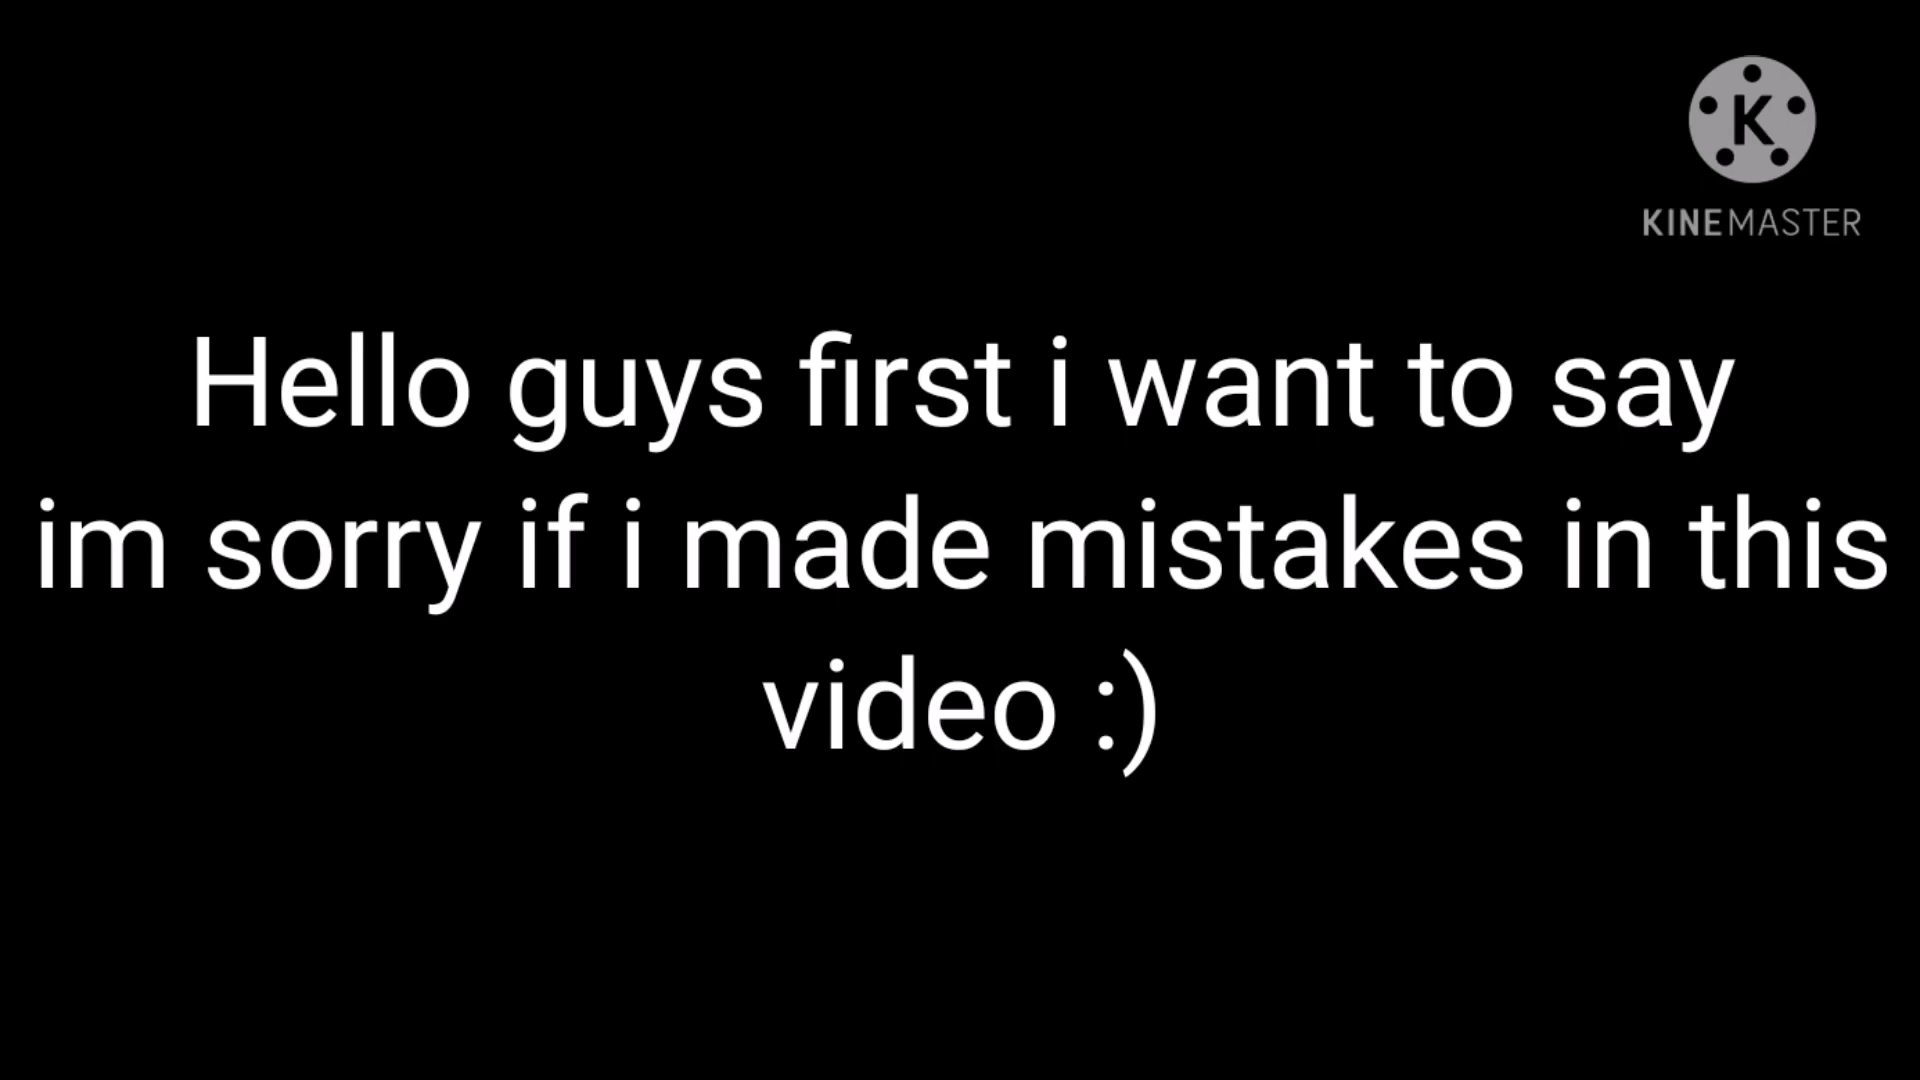 K
KINEMASTER
Hello guys first i want to say
im sorry if i made mistakes in this
video :)